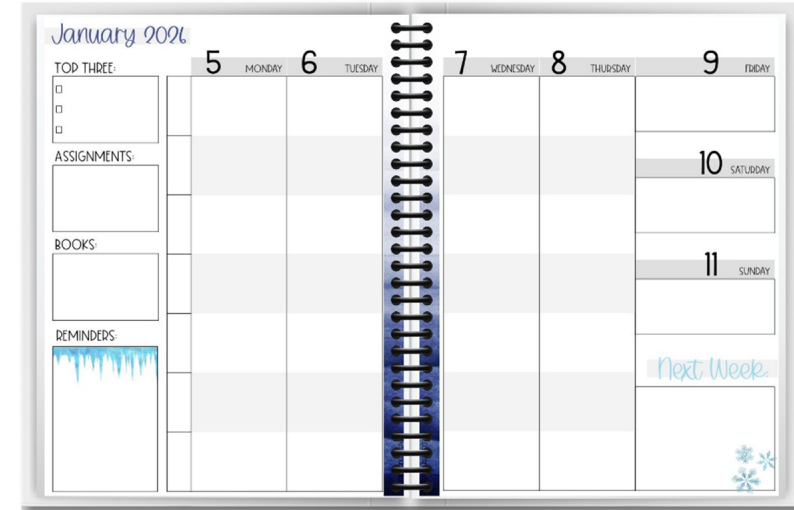 January 2026
TOP THREE:
ASSIGNMENTS:
BOOKS:
REMINDERS:
5 MONDAY
6 TUESDAY
7 WEDNESDAY
8 THURSDAY
9 FRIDAY
10 SATURDAY
11 SUNDAY
Next Week: